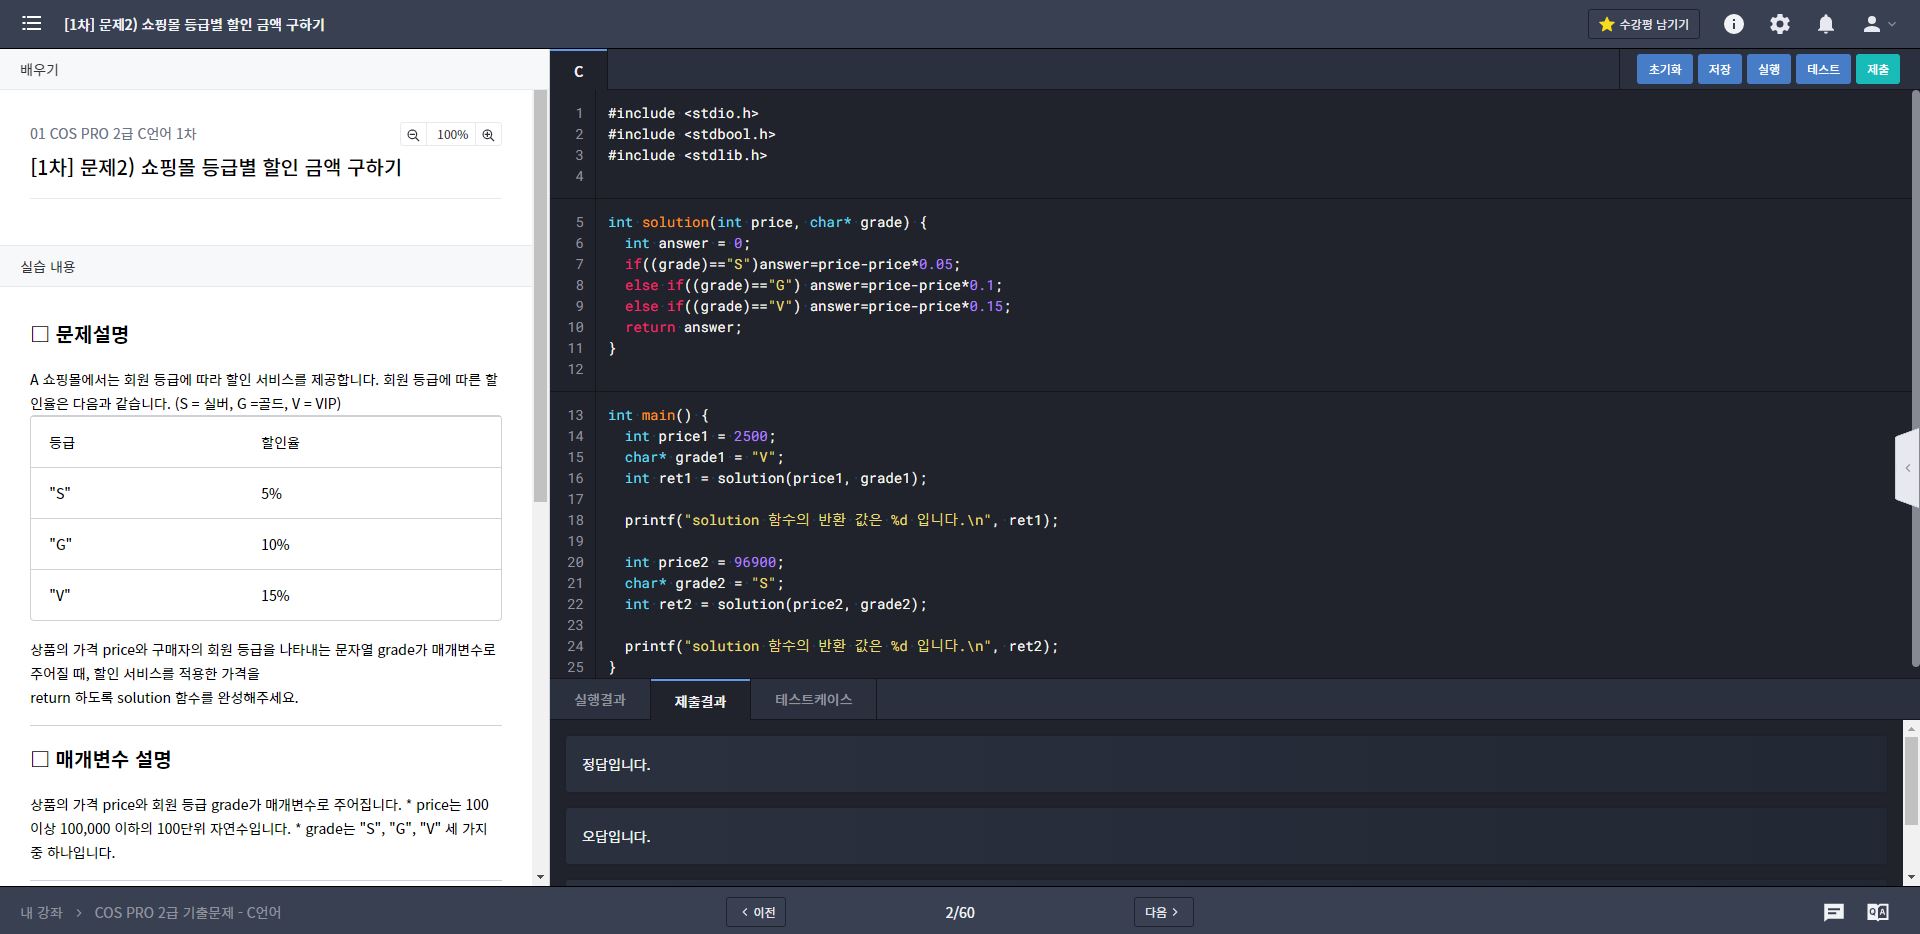 [1차] 문제2) 쇼핑몰 등급별 할인 금액 구하기
수강평 남기기
배우기
01 COS PRO 2급 C언어 1차
100%
[1차] 문제2) 쇼핑몰 등급별 할인 금액 구하기
실습 내용
□ 문제설명
A 쇼핑몰에서는 회원 등급에 따라 할인 서비스를 제공합니다. 회원 등급에 따른 할
인율은 다음과 같습니다. (S = 실버, G =골드, V = VIP)
등급 할인율
"S" 5%
"G" 10%
"V" 15%
상품의 가격 price와 구매자의 회원 등급을 나타내는 문자열 grade가 매개변수로
주어질 때, 할인 서비스를 적용한 가격을
return 하도록 solution 함수를 완성해주세요.
□ 매개변수 설명
상품의 가격 price와 회원 등급 grade가 매개변수로 주어집니다. * price는 100
이상 100,000 이하의 100단위 자연수입니다. * grade는 "S", "G", "V" 세 가지
중 하나입니다.
C
초기화 저장 실행 테스트 제출
1 #include <stdio.h>
2 #include <stdbool.h>
3 #include <stdlib.h>
4
5 int solution(int price, char* grade) {
6   int answer = 0;
7   if((grade)=="S")answer=price-price*0.05;
8   else if((grade)=="G") answer=price-price*0.1;
9   else if((grade)=="V") answer=price-price*0.15;
10   return answer;
11 }
12
13 int main() {
14   int price1 = 2500;
15   char* grade1 = "V";
16   int ret1 = solution(price1, grade1);
17
18   printf("solution 함수의 반환 값은 %d 입니다.\n", ret1);
19
20   int price2 = 96900;
21   char* grade2 = "S";
22   int ret2 = solution(price2, grade2);
23
24   printf("solution 함수의 반환 값은 %d 입니다.\n", ret2);
25 }
실행결과 제출결과 테스트케이스
정답입니다.
오답입니다.
내 강좌 > COS PRO 2급 기출문제 - C언어
< 이전
2/60
다음 >
Q A